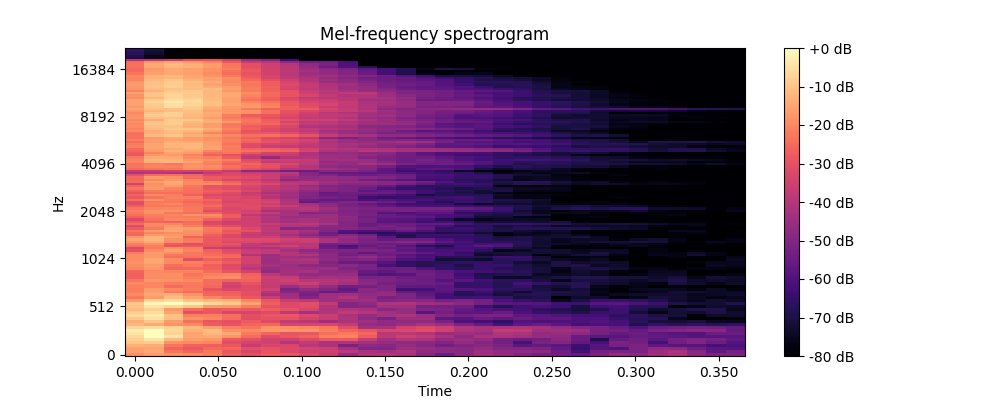 Mel-frequency spectrogram
Hz
16384
8192
4096
2048
1024
512
0
0.000 0.050 0.100 0.150 0.200 0.250 0.300 0.350
Time
+0 dB
-10 dB
-20 dB
-30 dB
-40 dB
-50 dB
-60 dB
-70 dB
-80 dB